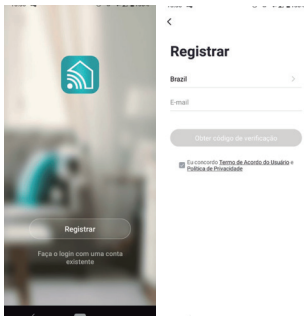 Registrar
Faça o login com uma conta
existente
Registrar
Brazil
E-mail
Obter código de verificação
Eu concordo Termo de Acordo do Usuário e
Política de Privacidade